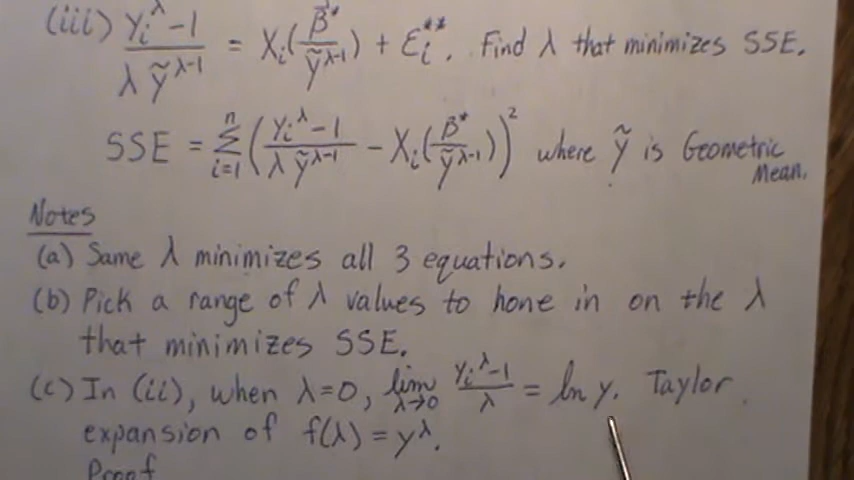 (iii) (Yᵢ^λ − 1)/(λ ỹ^(λ−1)) = Xᵢ(β*/ỹ^(λ−1)) + εᵢ**. Find λ that minimizes SSE.
SSE = Σ_{i=1}^{n} ((Yᵢ^λ − 1)/(λ ỹ^(λ−1)) − Xᵢ(β*/ỹ^(λ−1)))² where ỹ is Geometric
Mean.
Notes
(a) Same λ minimizes all 3 equations.
(b) Pick a range of λ values to hone in on the λ
that minimizes SSE.
(c) In (ii), when λ=0, lim_{λ→0} (Yᵢ^λ − 1)/λ = ln y. Taylor
expansion of f(λ) = y^λ.
Proof